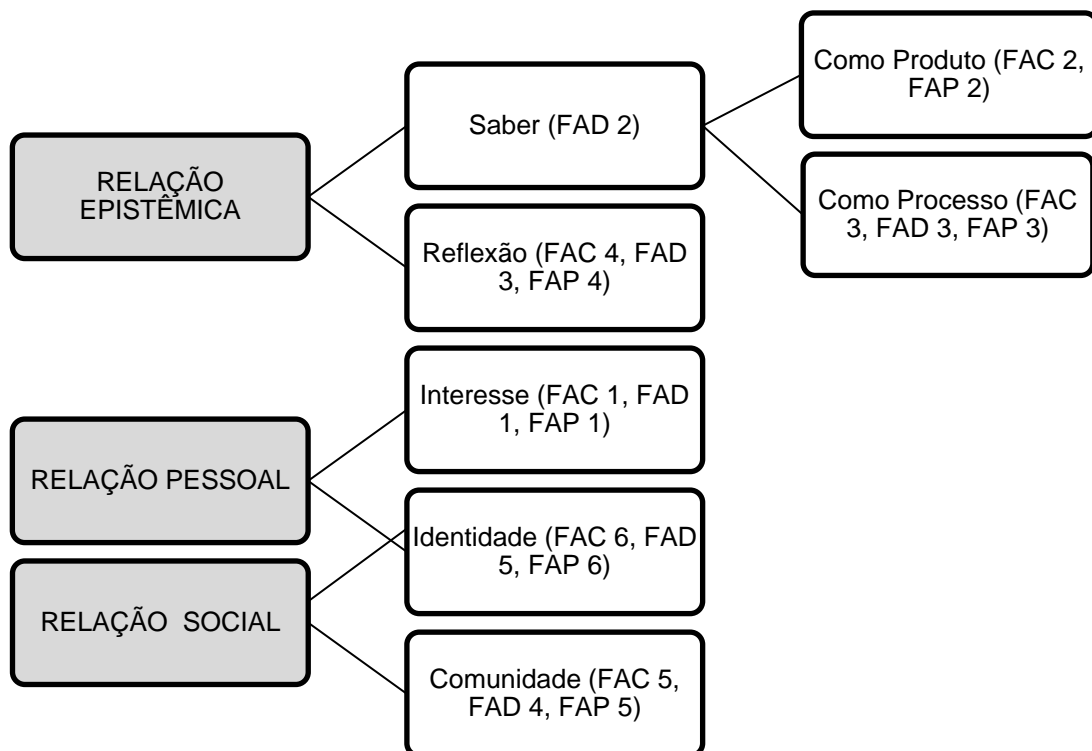 RELAÇÃO
EPISTÊMICA
Saber (FAD 2)
Como Produto (FAC 2,
FAP 2)
Como Processo (FAC
3, FAD 3, FAP 3)
Reflexão (FAC 4, FAD
3, FAP 4)
RELAÇÃO PESSOAL
Interesse (FAC 1, FAD
1, FAP 1)
Identidade (FAC 6, FAD
5, FAP 6)
RELAÇÃO SOCIAL
Comunidade (FAC 5,
FAD 4, FAP 5)